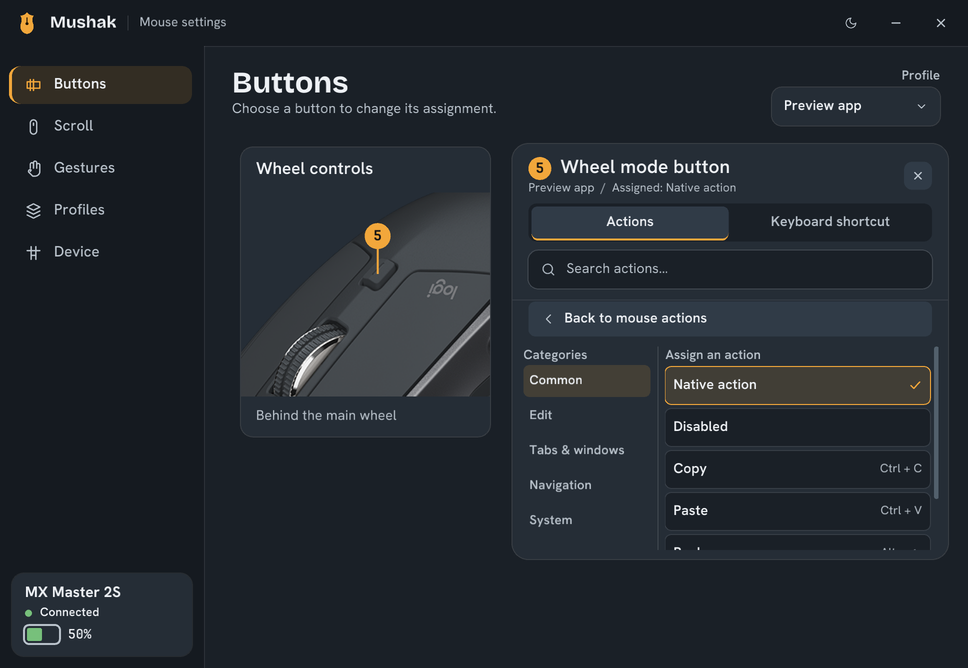 Mushak
Mouse settings
Buttons
Scroll
Gestures
Profiles
Device
MX Master 2S
Connected
50%
Buttons
Choose a button to change its assignment.
Profile
Preview app
Wheel controls
5
logi
Behind the main wheel
5 Wheel mode button
Preview app / Assigned: Native action
Actions
Keyboard shortcut
Search actions...
Back to mouse actions
Categories
Common
Edit
Tabs & windows
Navigation
System
Assign an action
Native action
Disabled
Copy Ctrl + C
Paste Ctrl + V